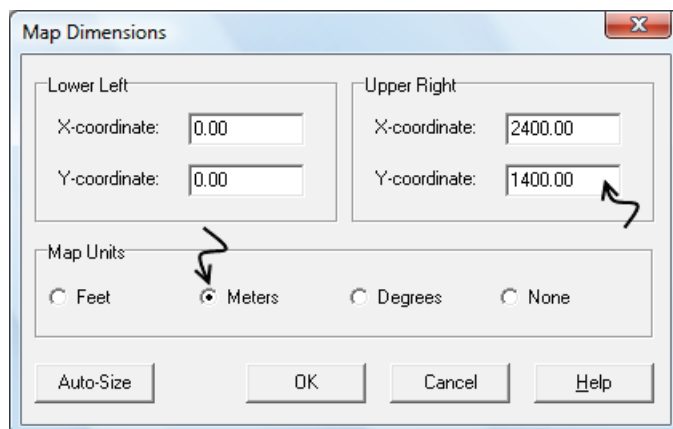 Map Dimensions
Lower Left
X-coordinate: 0.00
Y-coordinate: 0.00
Upper Right
X-coordinate: 2400.00
Y-coordinate: 1400.00
Map Units
Feet Meters Degrees None
Auto-Size OK Cancel Help